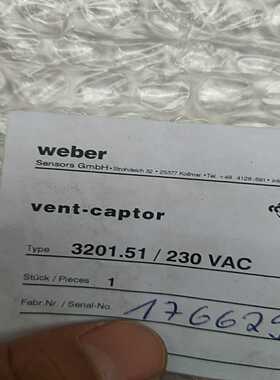 weber
Sensors GmbH • Strohdeich 32 • 25377 Kollmar • Tel. +49 4128-591 •
vent-captor
Type 3201.51 / 230 VAC
Stück / Pieces 1
Fabr.Nr. / Serial-No. 176629